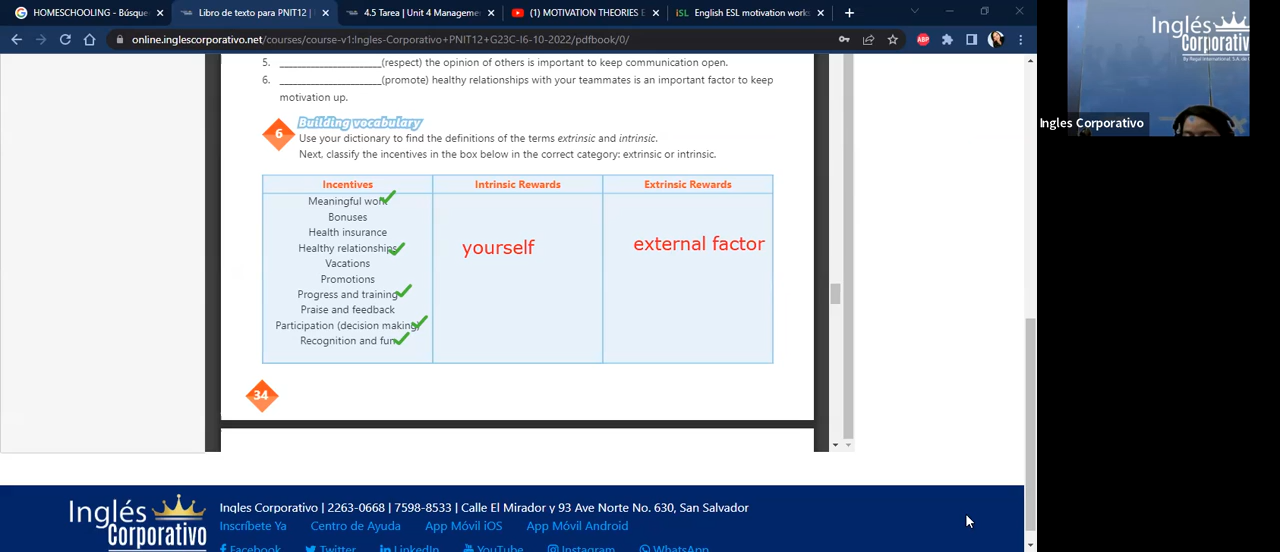 HOMESCHOOLING - Búsque
Libro de texto para PNIT12 |
4.5 Tarea | Unit 4 Manageme
(1) MOTIVATION THEORIES E
iSL English ESL motivation works
online.inglescorporativo.net/courses/course-v1:Ingles-Corporativo+PNIT12+G23C-I6-10-2022/pdfbook/0/
ABP
5. ______________________(respect) the opinion of others is important to keep communication open.
6. ______________________(promote) healthy relationships with your teammates is an important factor to keep
motivation up.
6 Building vocabulary
Use your dictionary to find the definitions of the terms extrinsic and intrinsic.
Next, classify the incentives in the box below in the correct category: extrinsic or intrinsic.
Incentives Intrinsic Rewards Extrinsic Rewards
Meaningful work
Bonuses
Health insurance
Healthy relationships
yourself
external factor
Vacations
Promotions
Progress and training
Praise and feedback
Participation (decision making)
Recognition and fun
34
Inglés
Corporativo
Ingles Corporativo | 2263-0668 | 7598-8533 | Calle El Mirador y 93 Ave Norte No. 630, San Salvador
Inscríbete Ya Centro de Ayuda App Móvil iOS App Móvil Android
Facebook Twitter LinkedIn YouTube Instagram WhatsApp
Inglés
Corporativo
Ingles Corporativo